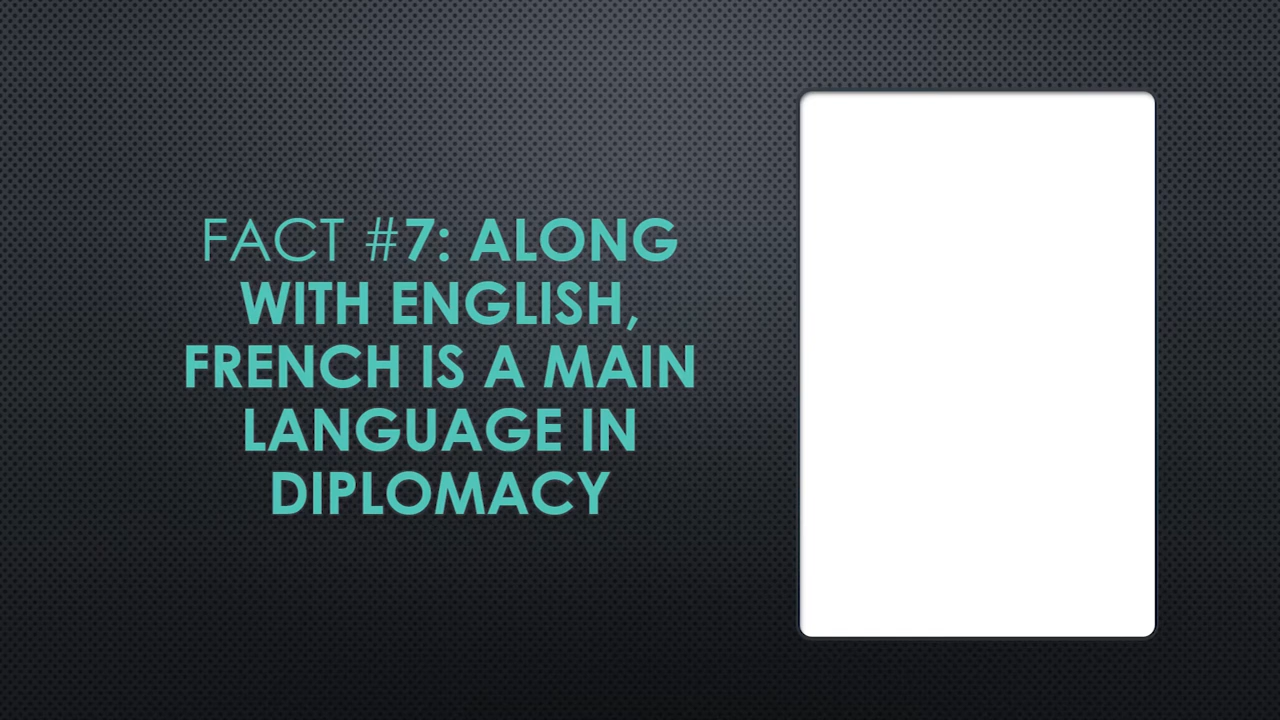 FACT #7: ALONG
WITH ENGLISH,
FRENCH IS A MAIN
LANGUAGE IN
DIPLOMACY